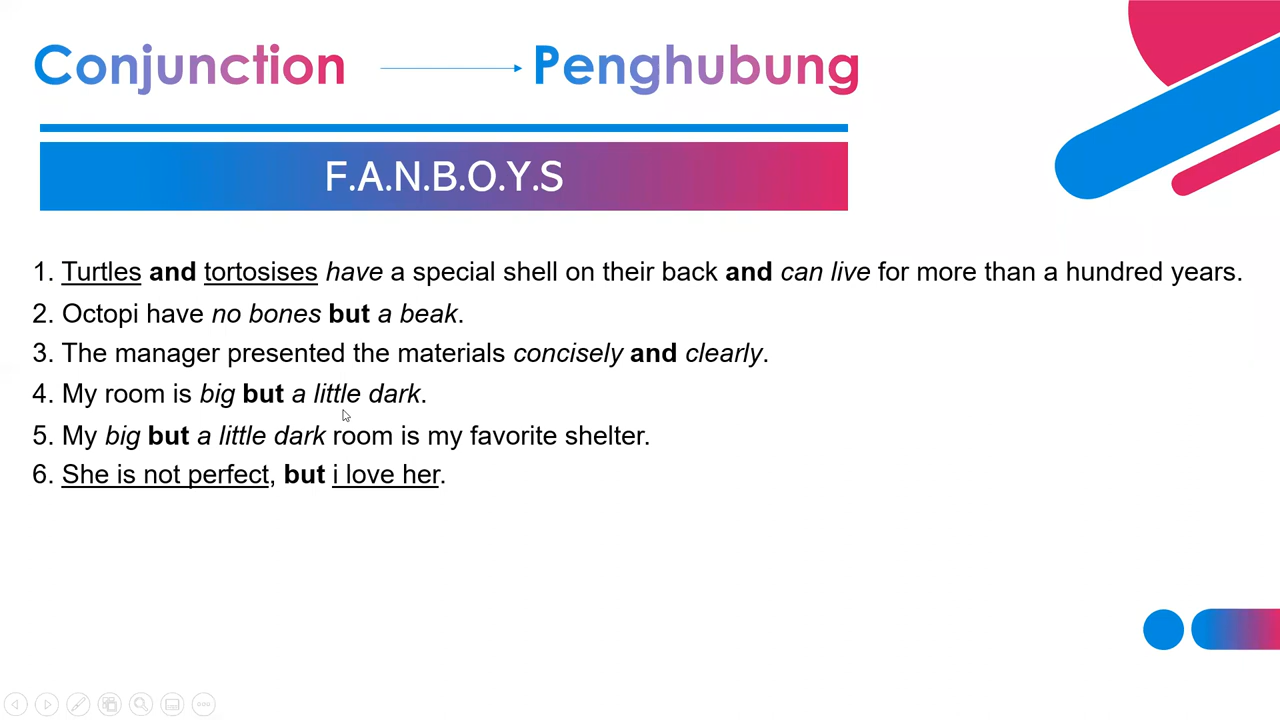 Conjunction Penghubung
F.A.N.B.O.Y.S
1. Turtles and tortosises have a special shell on their back and can live for more than a hundred years.
2. Octopi have no bones but a beak.
3. The manager presented the materials concisely and clearly.
4. My room is big but a little dark.
5. My big but a little dark room is my favorite shelter.
6. She is not perfect, but i love her.